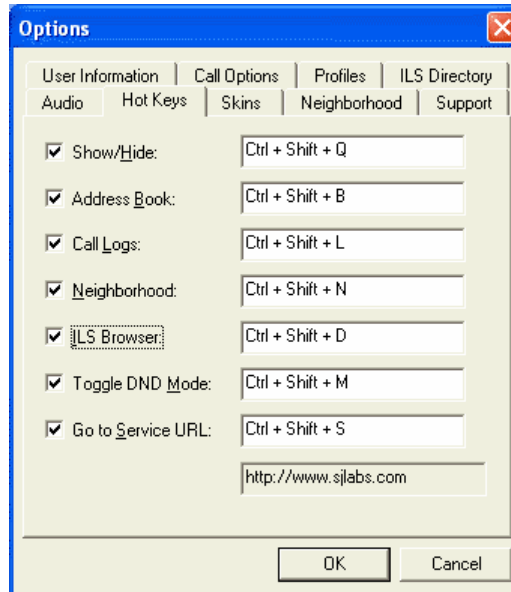 Options
User Information Call Options Profiles ILS Directory
Audio Hot Keys Skins Neighborhood Support
Show/Hide: Ctrl + Shift + Q
Address Book: Ctrl + Shift + B
Call Logs: Ctrl + Shift + L
Neighborhood: Ctrl + Shift + N
ILS Browser: Ctrl + Shift + D
Toggle DND Mode: Ctrl + Shift + M
Go to Service URL: Ctrl + Shift + S
http://www.sjlabs.com
OK Cancel